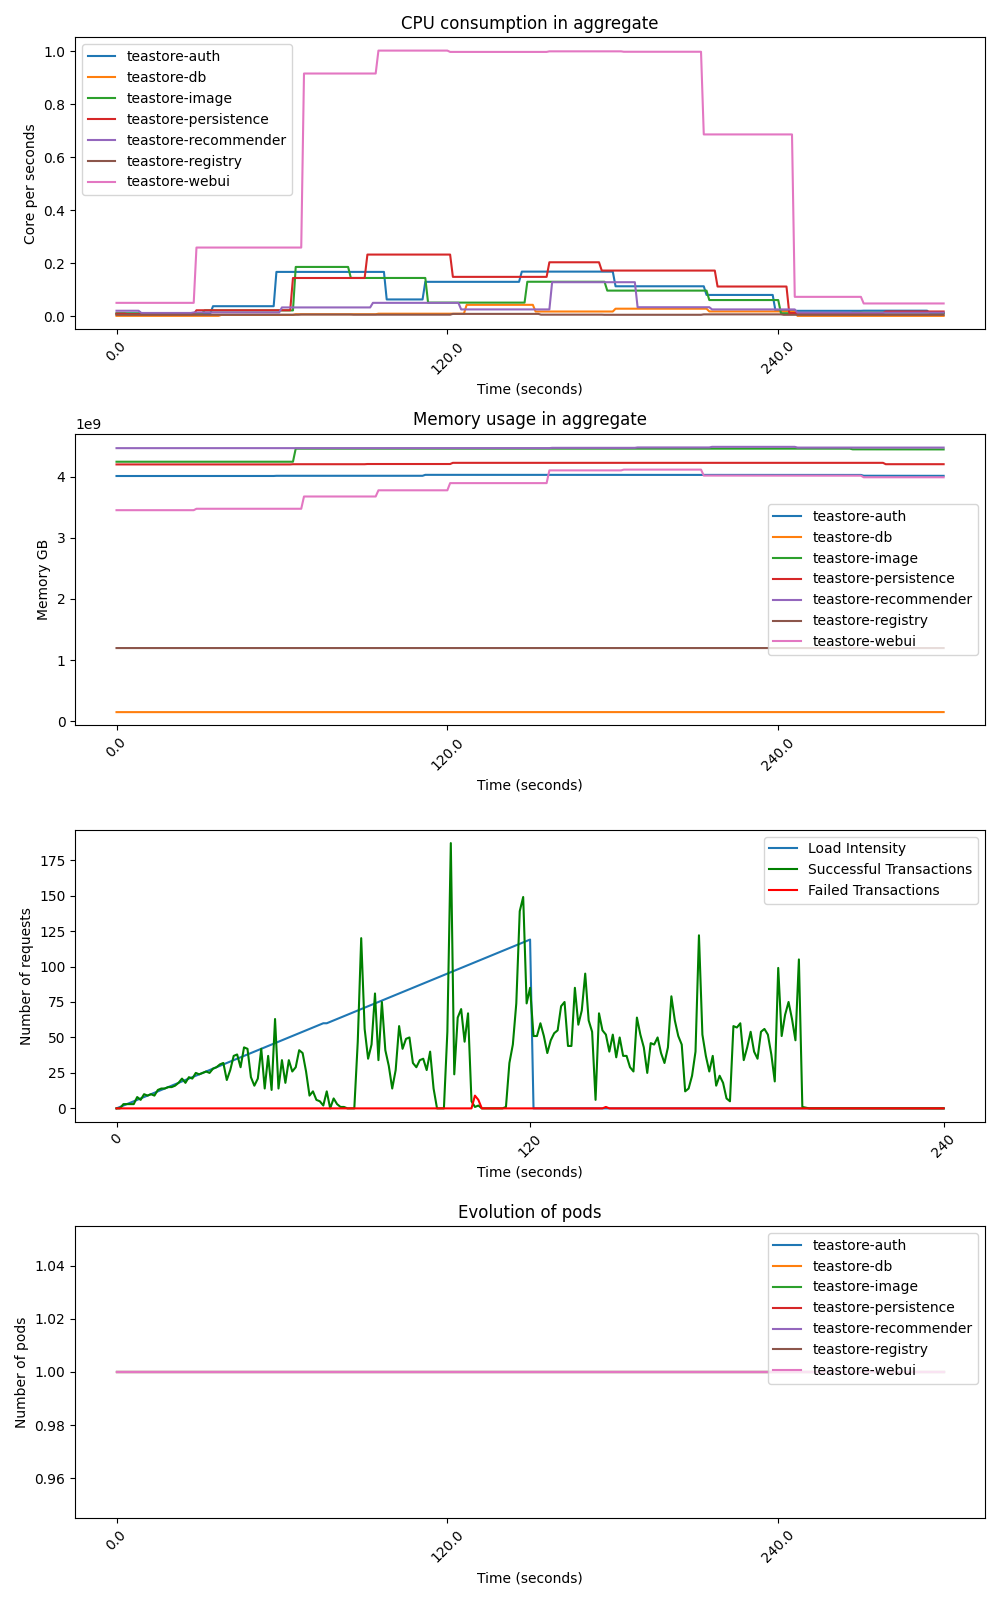 CPU consumption in aggregate
1.0
0.8
0.6
0.4
0.2
0.0
Core per seconds
teastore-auth
teastore-db
teastore-image
teastore-persistence
teastore-recommender
teastore-registry
teastore-webui
0.0
120.0
240.0
Time (seconds)
Memory usage in aggregate
1e9
4
3
2
1
0
Memory GB
teastore-auth
teastore-db
teastore-image
teastore-persistence
teastore-recommender
teastore-registry
teastore-webui
0.0
120.0
240.0
Time (seconds)
175
150
125
100
75
50
25
0
Number of requests
Load Intensity
Successful Transactions
Failed Transactions
0
120
240
Time (seconds)
Evolution of pods
1.04
1.02
1.00
0.98
0.96
Number of pods
teastore-auth
teastore-db
teastore-image
teastore-persistence
teastore-recommender
teastore-registry
teastore-webui
0.0
120.0
240.0
Time (seconds)